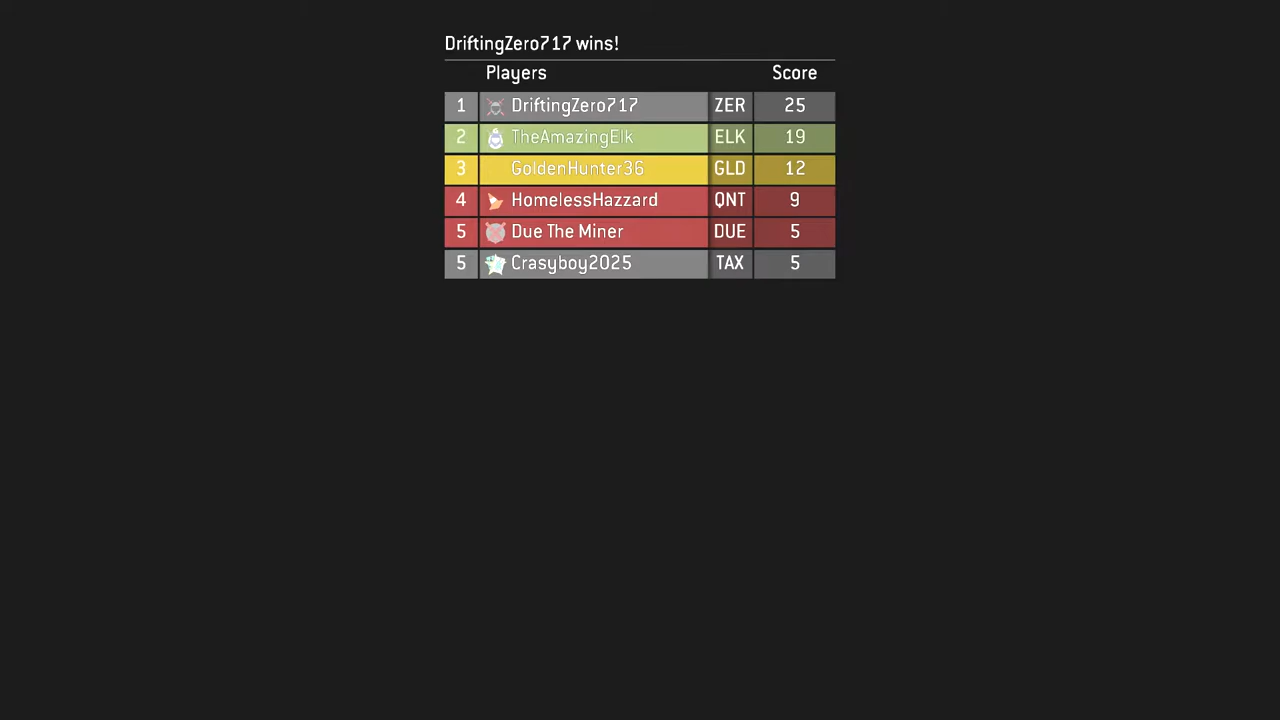 DriftingZero717 wins!
Players Score
1 DriftingZero717 ZER 25
2 TheAmazingElk ELK 19
3 GoldenHunter36 GLD 12
4 HomelessHazzard QNT 9
5 Due The Miner DUE 5
5 Crasyboy2025 TAX 5